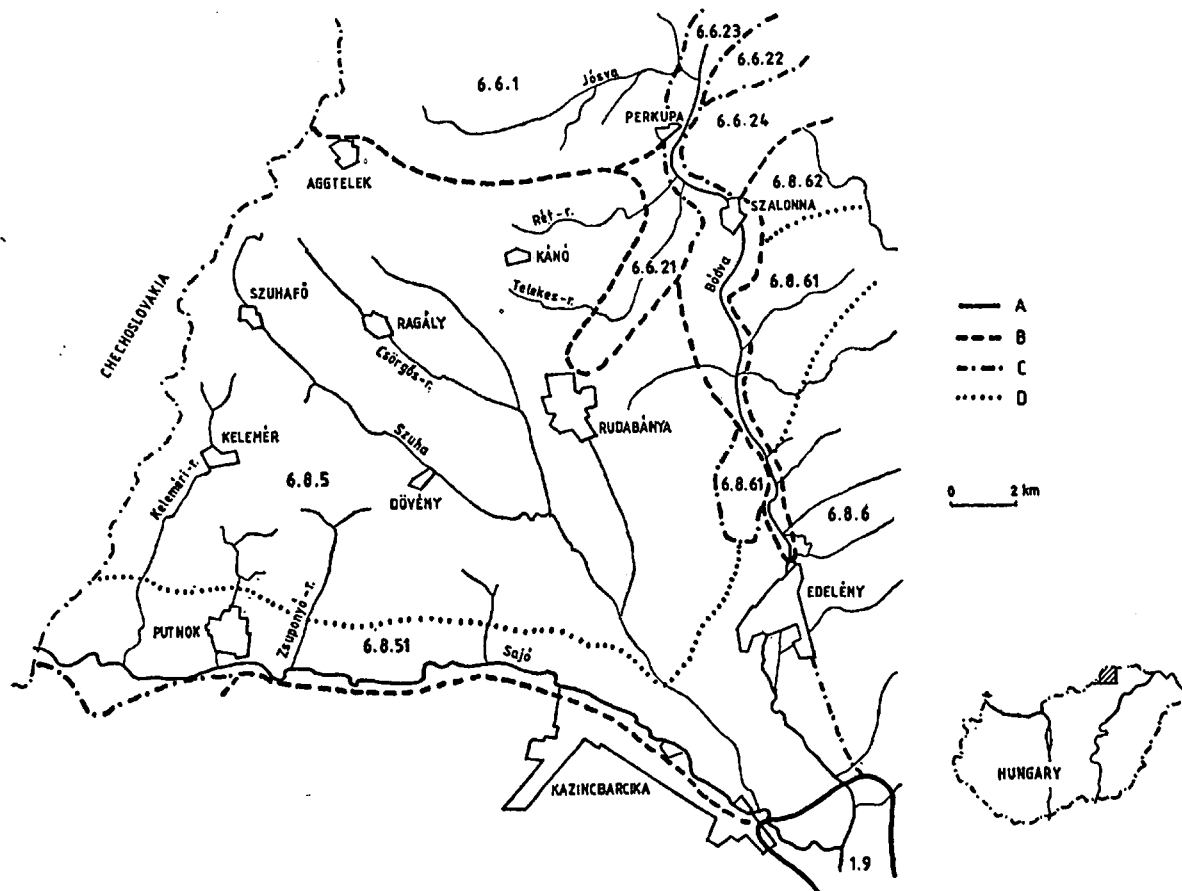 6.6.23
6.6.22
6.6.1
Jósva
PERKUPA
6.6.24
AGGTELEK
6.8.62
SZALONNA
Rét-r.
KÁNÓ
6.6.21
Bódva
Telekes-r.
6.8.61
CHECHOSLOVAKIA
SZUHAFŐ
RAGÁLY
Csörgős-r.
A
B
C
D
RUDABÁNYA
KELEMÉR
Szuha
Keleméri-r.
6.8.5
DÖVÉNY
6.8.61
0 2 km
6.8.6
EDELÉNY
PUTNOK
Zsuponyó-r.
6.8.51
Sajó
KAZINCBARCIKA
HUNGARY
1.9